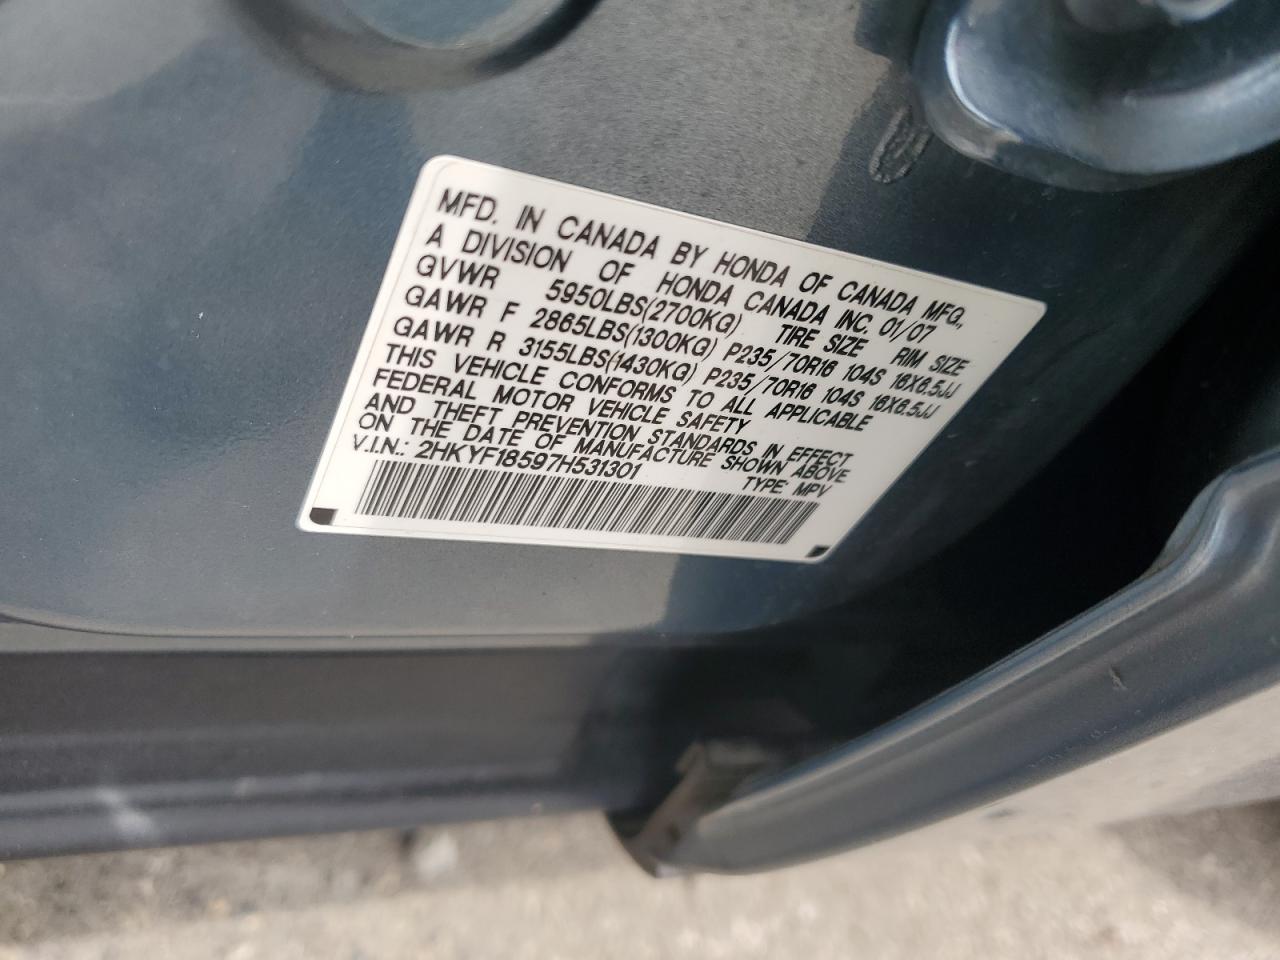 MFD. IN CANADA BY HONDA OF CANADA MFG.,
A DIVISION OF HONDA CANADA INC. 01/07
GVWR 5950LBS(2700KG) TIRE SIZE RIM SIZE
GAWR F 2865LBS(1300KG) P235/70R16 104S 16X6.5JJ
GAWR R 3155LBS(1430KG) P235/70R16 104S 16X6.5JJ
THIS VEHICLE CONFORMS TO ALL APPLICABLE
FEDERAL MOTOR VEHICLE SAFETY
AND THEFT PREVENTION STANDARDS IN EFFECT
ON THE DATE OF MANUFACTURE SHOWN ABOVE
V.I.N.: 2HKYF18597H531301 TYPE: MPV